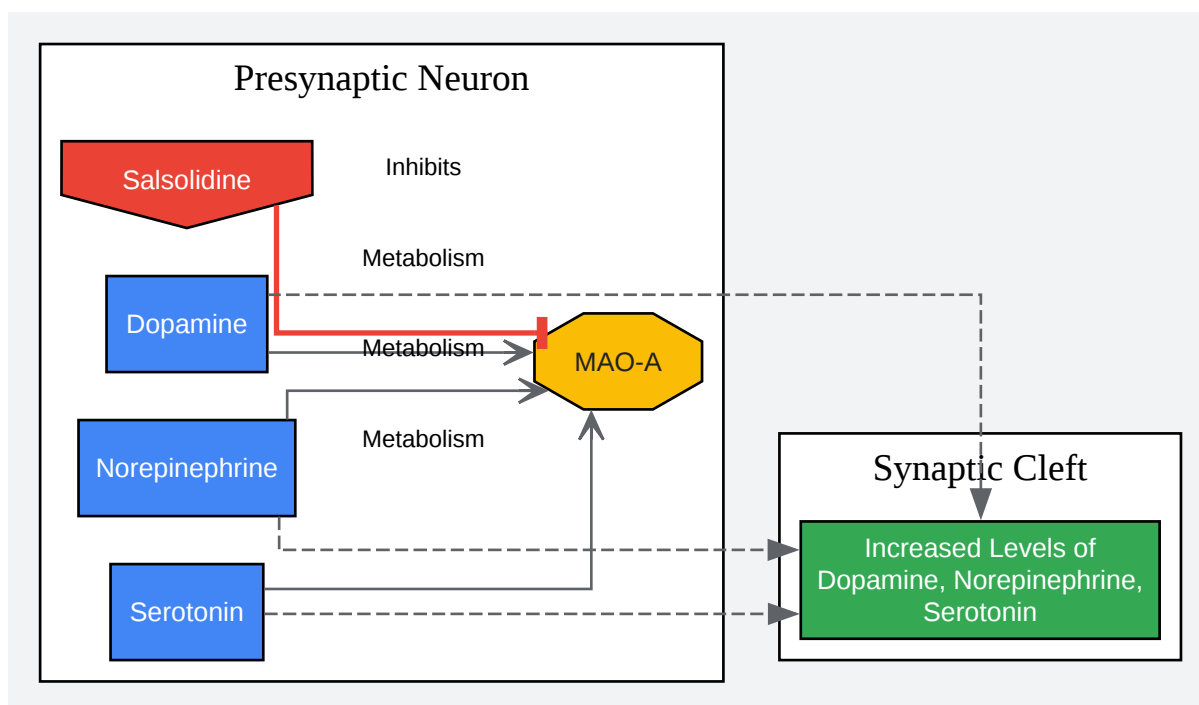 Presynaptic Neuron
Salsolidine
Inhibits
Metabolism
Dopamine
Metabolism
MAO-A
Metabolism
Norepinephrine
Serotonin
Synaptic Cleft
Increased Levels of
Dopamine, Norepinephrine,
Serotonin